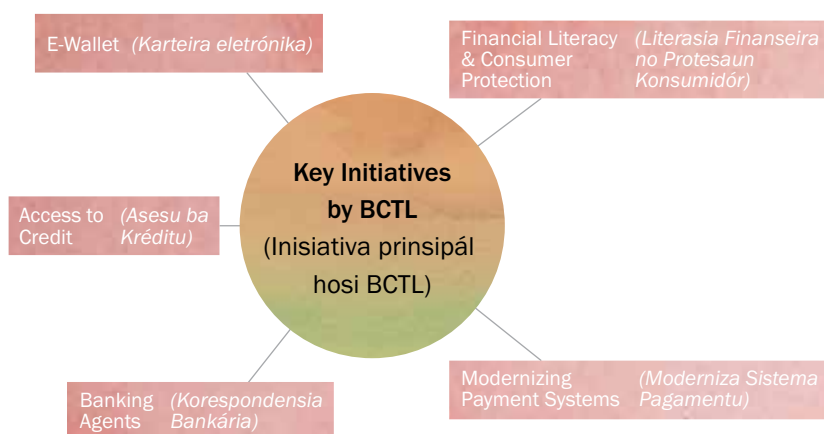 E-Wallet (Karteira eletrónika)
Financial Literacy (Literasia Finanseira
& Consumer no Protesaun
Protection Konsumidór)
Key Initiatives
by BCTL
(Inisiativa prinsipál
hosi BCTL)
Access to (Asesu ba
Credit Kréditu)
Banking (Korespondensia
Agents Bankária)
Modernizing (Moderniza Sistema
Payment Systems Pagamentu)